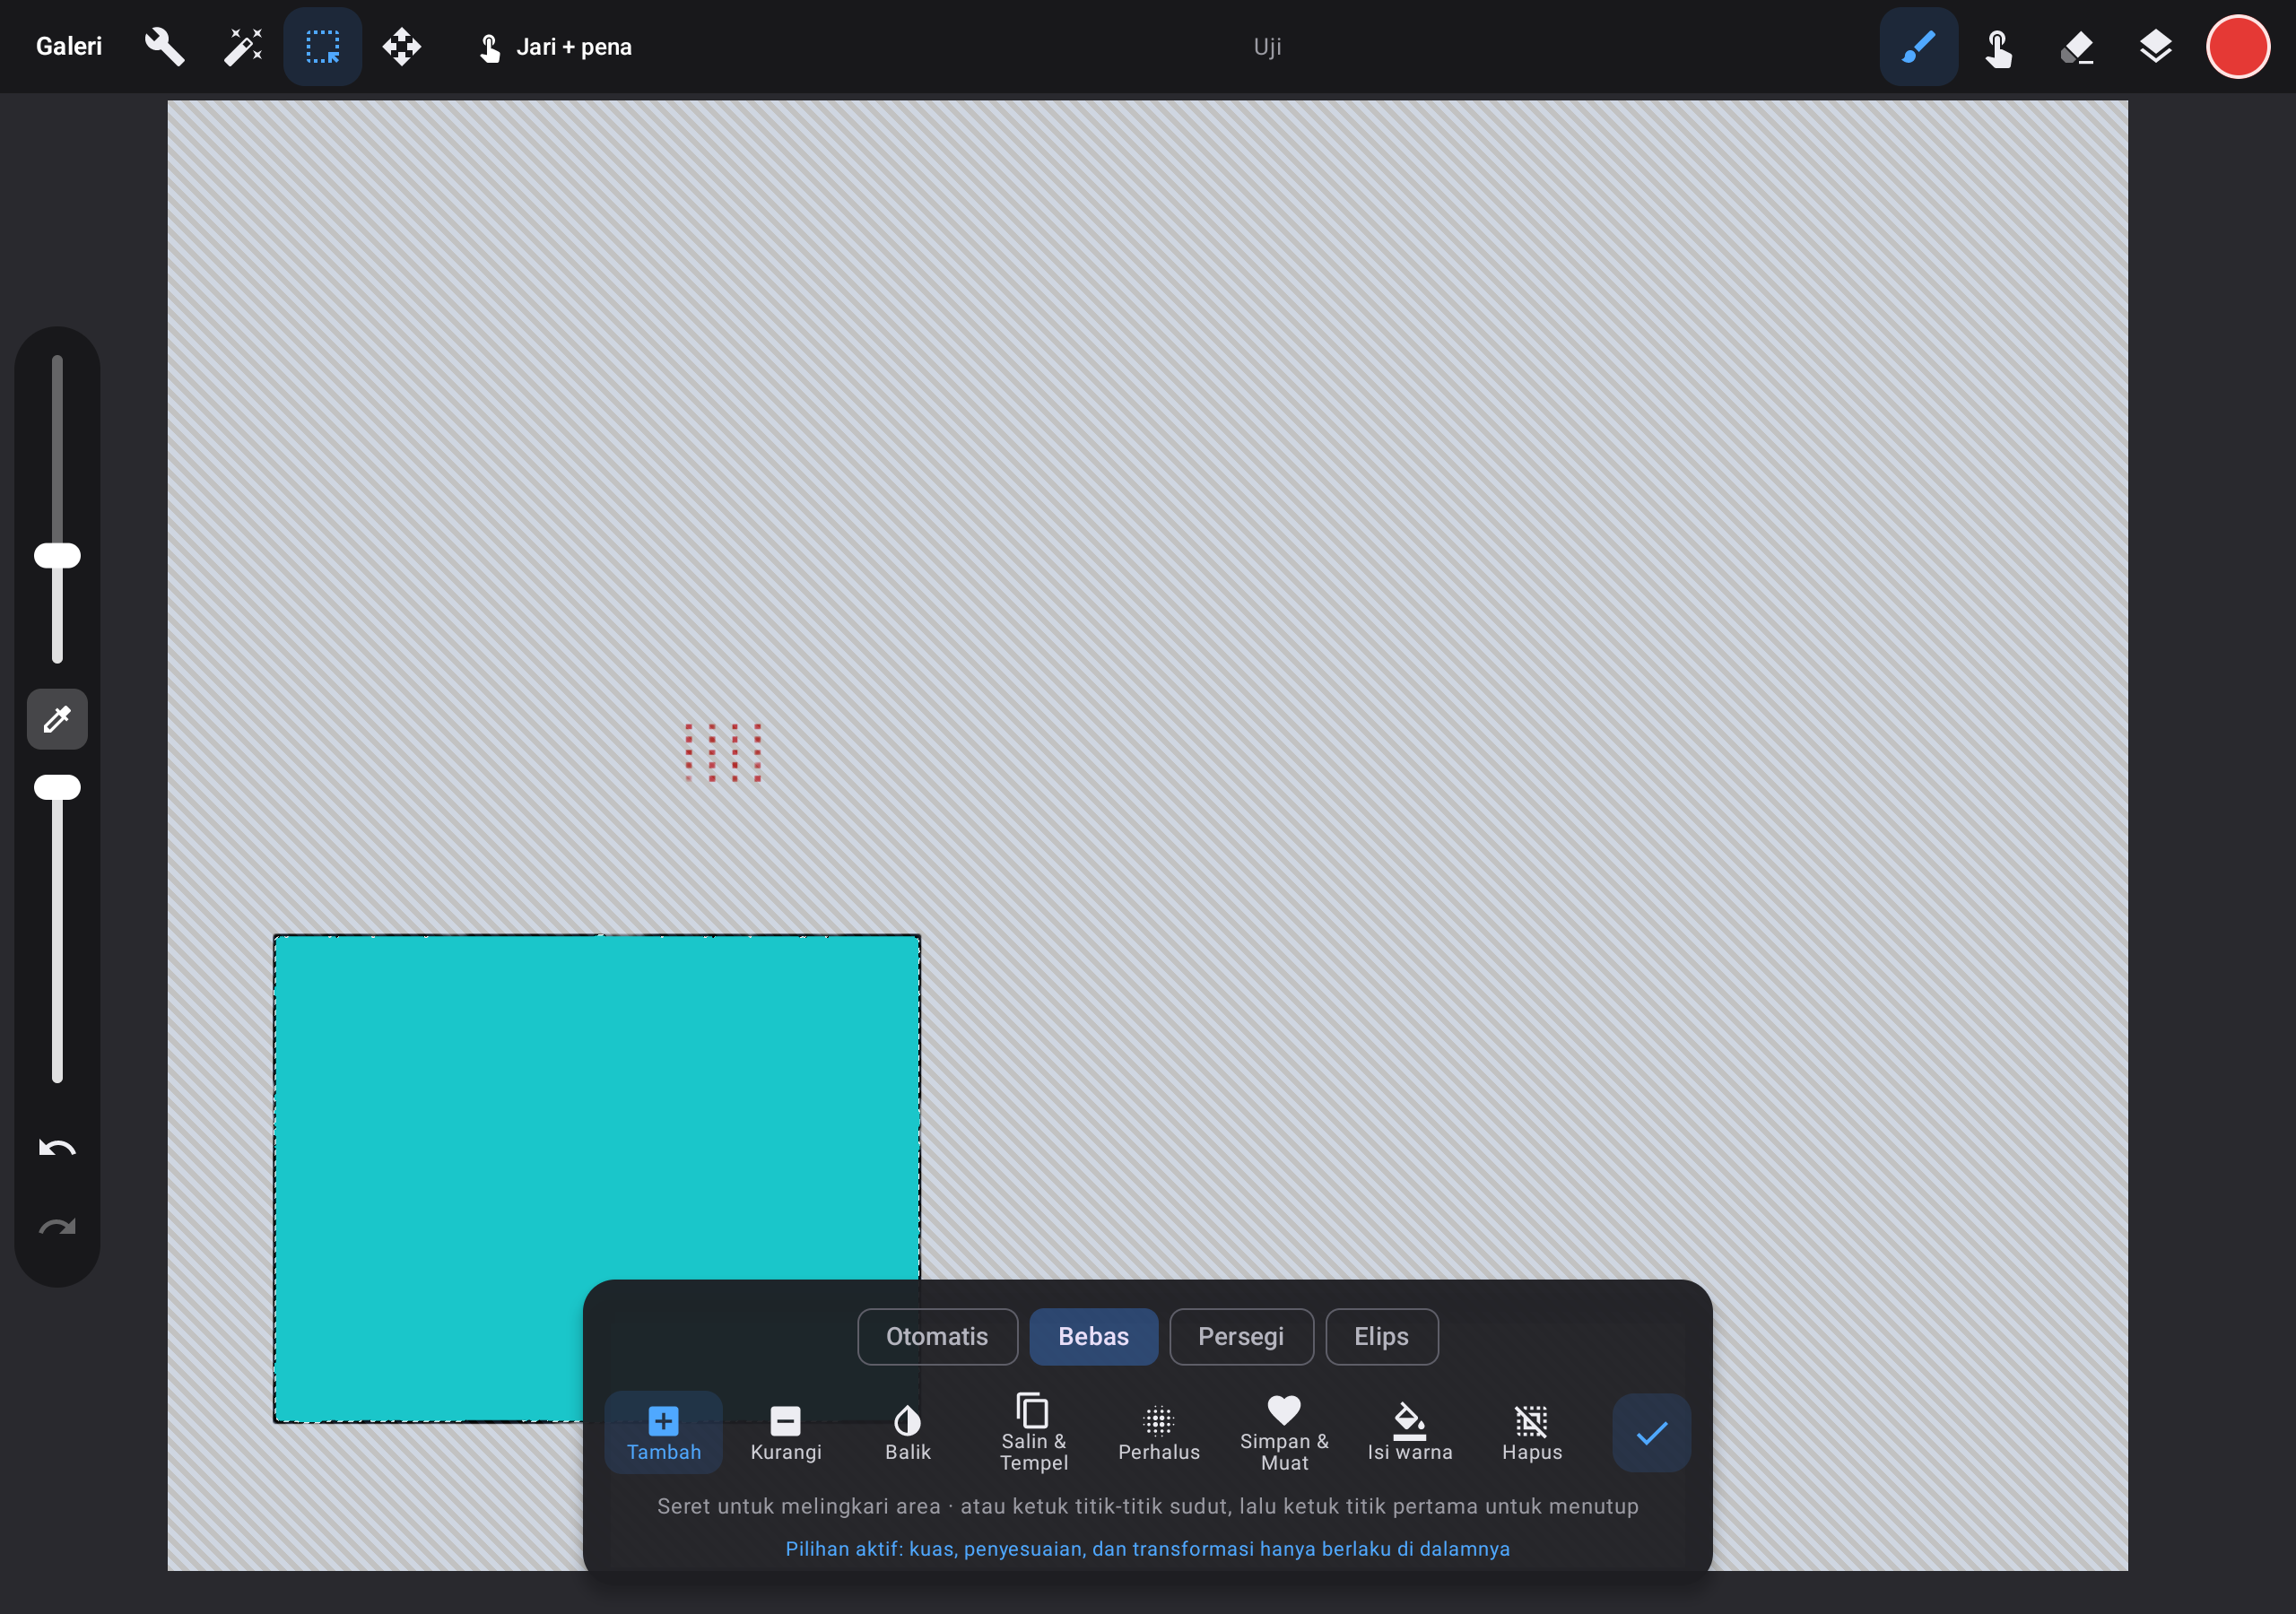 Galeri
Jari + pena
Uji
Otomatis
Bebas
Persegi
Elips
Tambah
Kurangi
Balik
Salin &
Tempel
Perhalus
Simpan &
Muat
Isi warna
Hapus
Seret untuk melingkari area · atau ketuk titik-titik sudut, lalu ketuk titik pertama untuk menutup
Pilihan aktif: kuas, penyesuaian, dan transformasi hanya berlaku di dalamnya